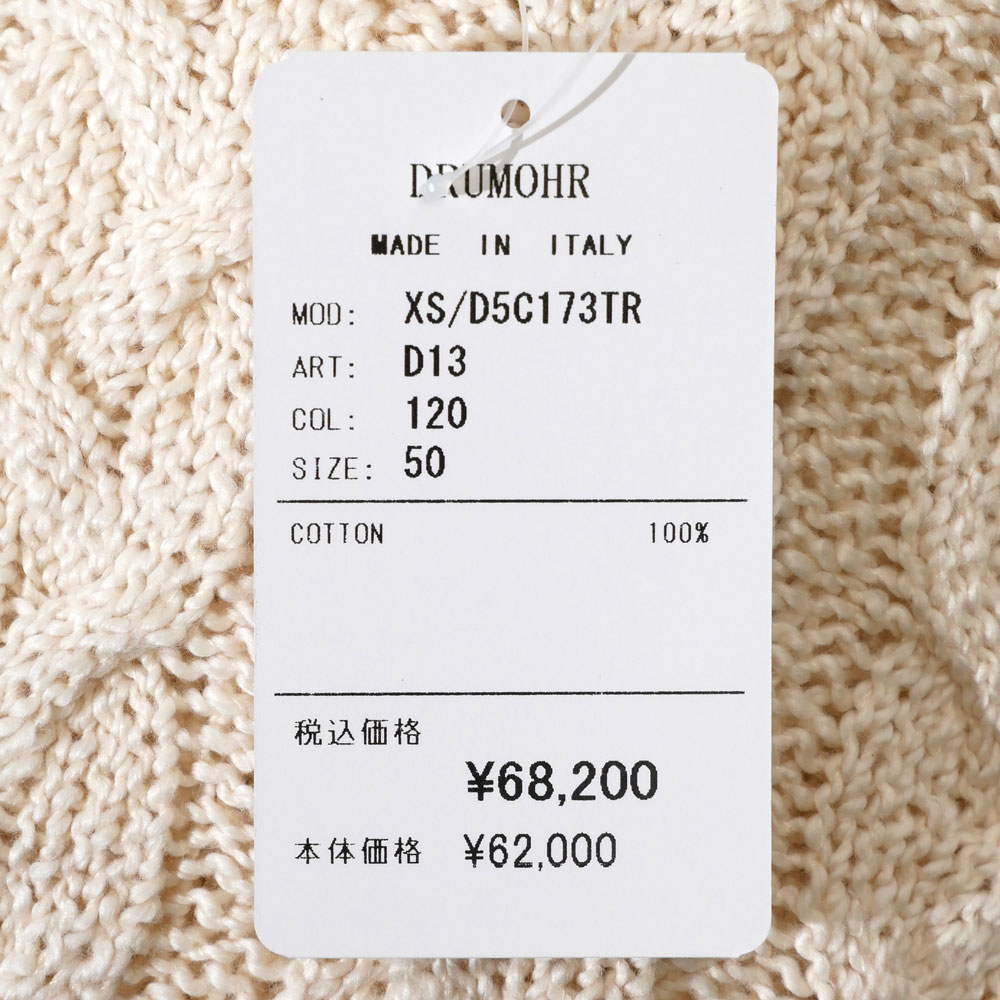 DRUMOHR
MADE IN ITALY
MOD: XS/D5C173TR
ART: D13
COL: 120
SIZE: 50
COTTON 100%
税込価格
¥68,200
本体価格 ¥62,000